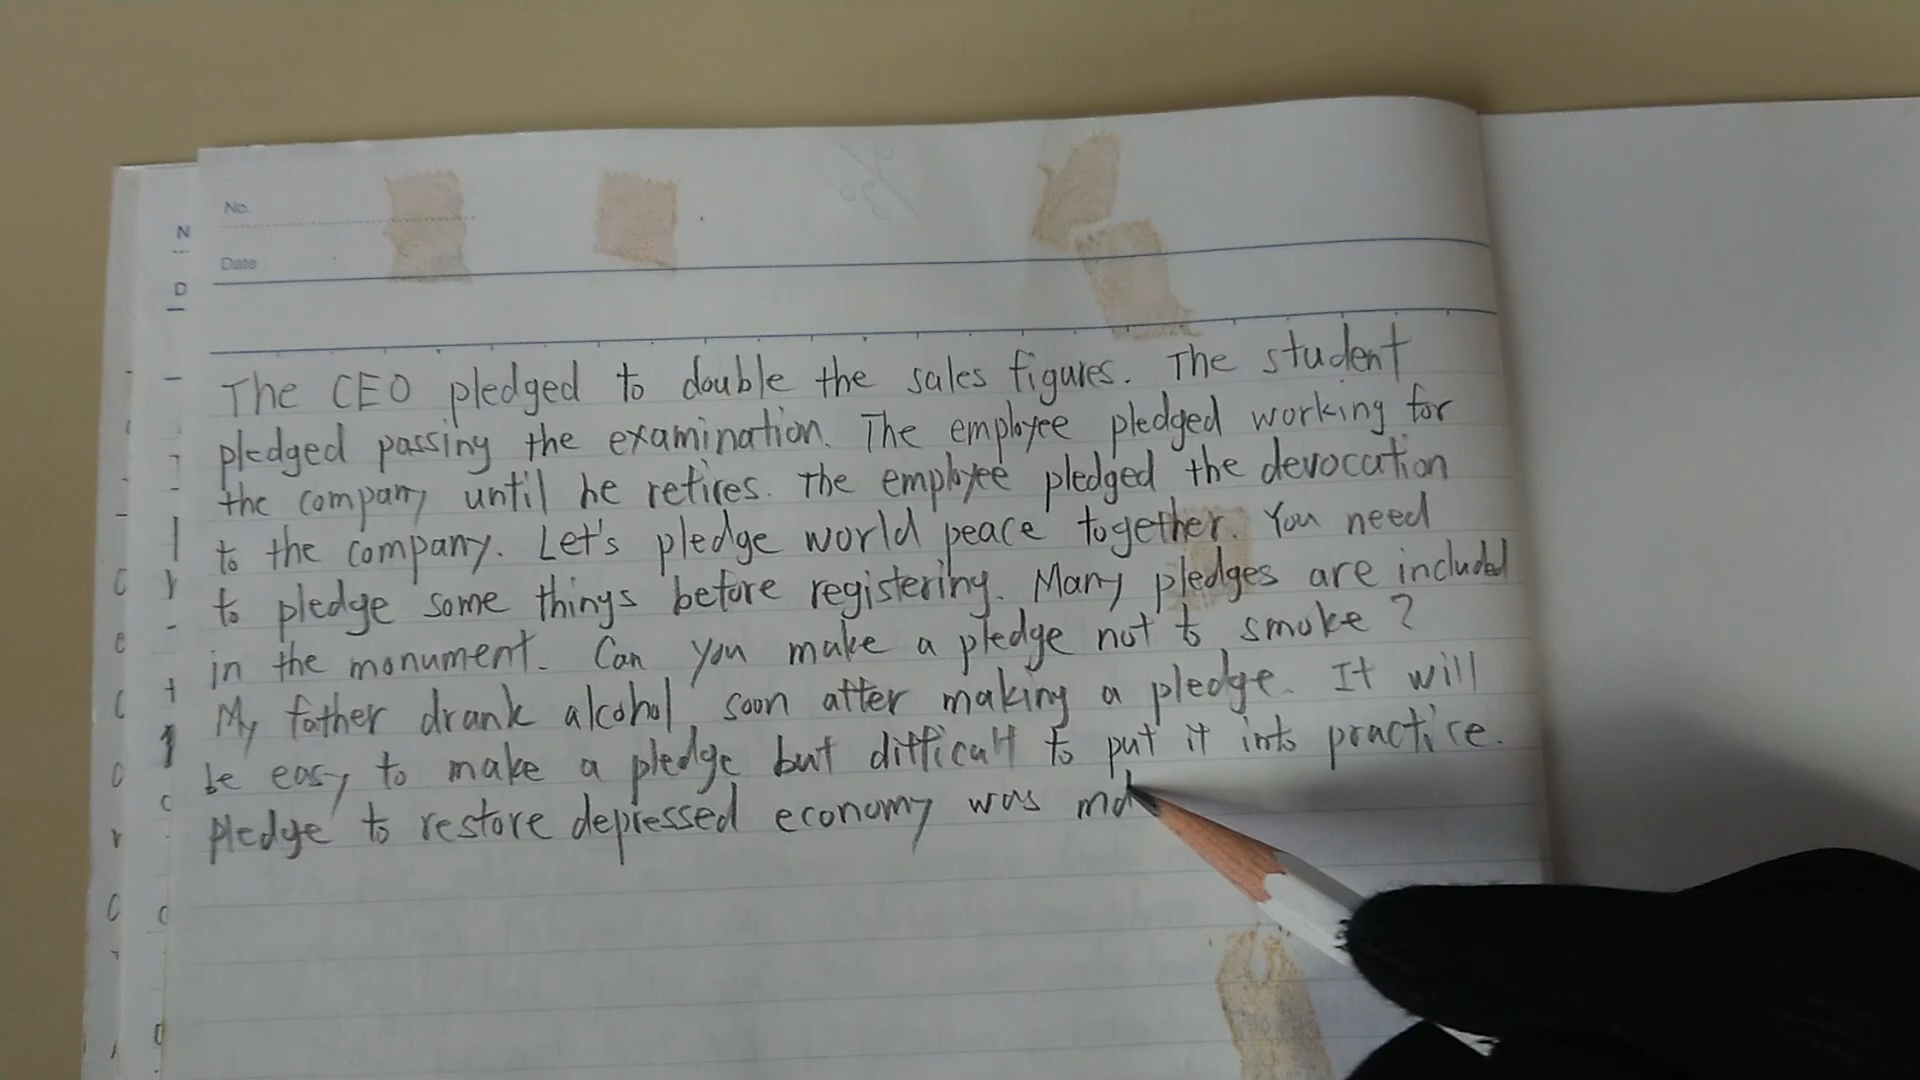 No.
Date
N
D
The CEO pledged to double the sales figures. The student
pledged passing the examination. The employee pledged working for
the company until he retires. The employee pledged the devocation
to the company. Let's pledge world peace together. You need
to pledge some things before registering. Many pledges are included
in the monument. Can you make a pledge not to smoke?
My father drank alcohol soon after making a pledge. It will
be easy to make a pledge but difficult to put it into practice.
Pledge to restore depressed economy was